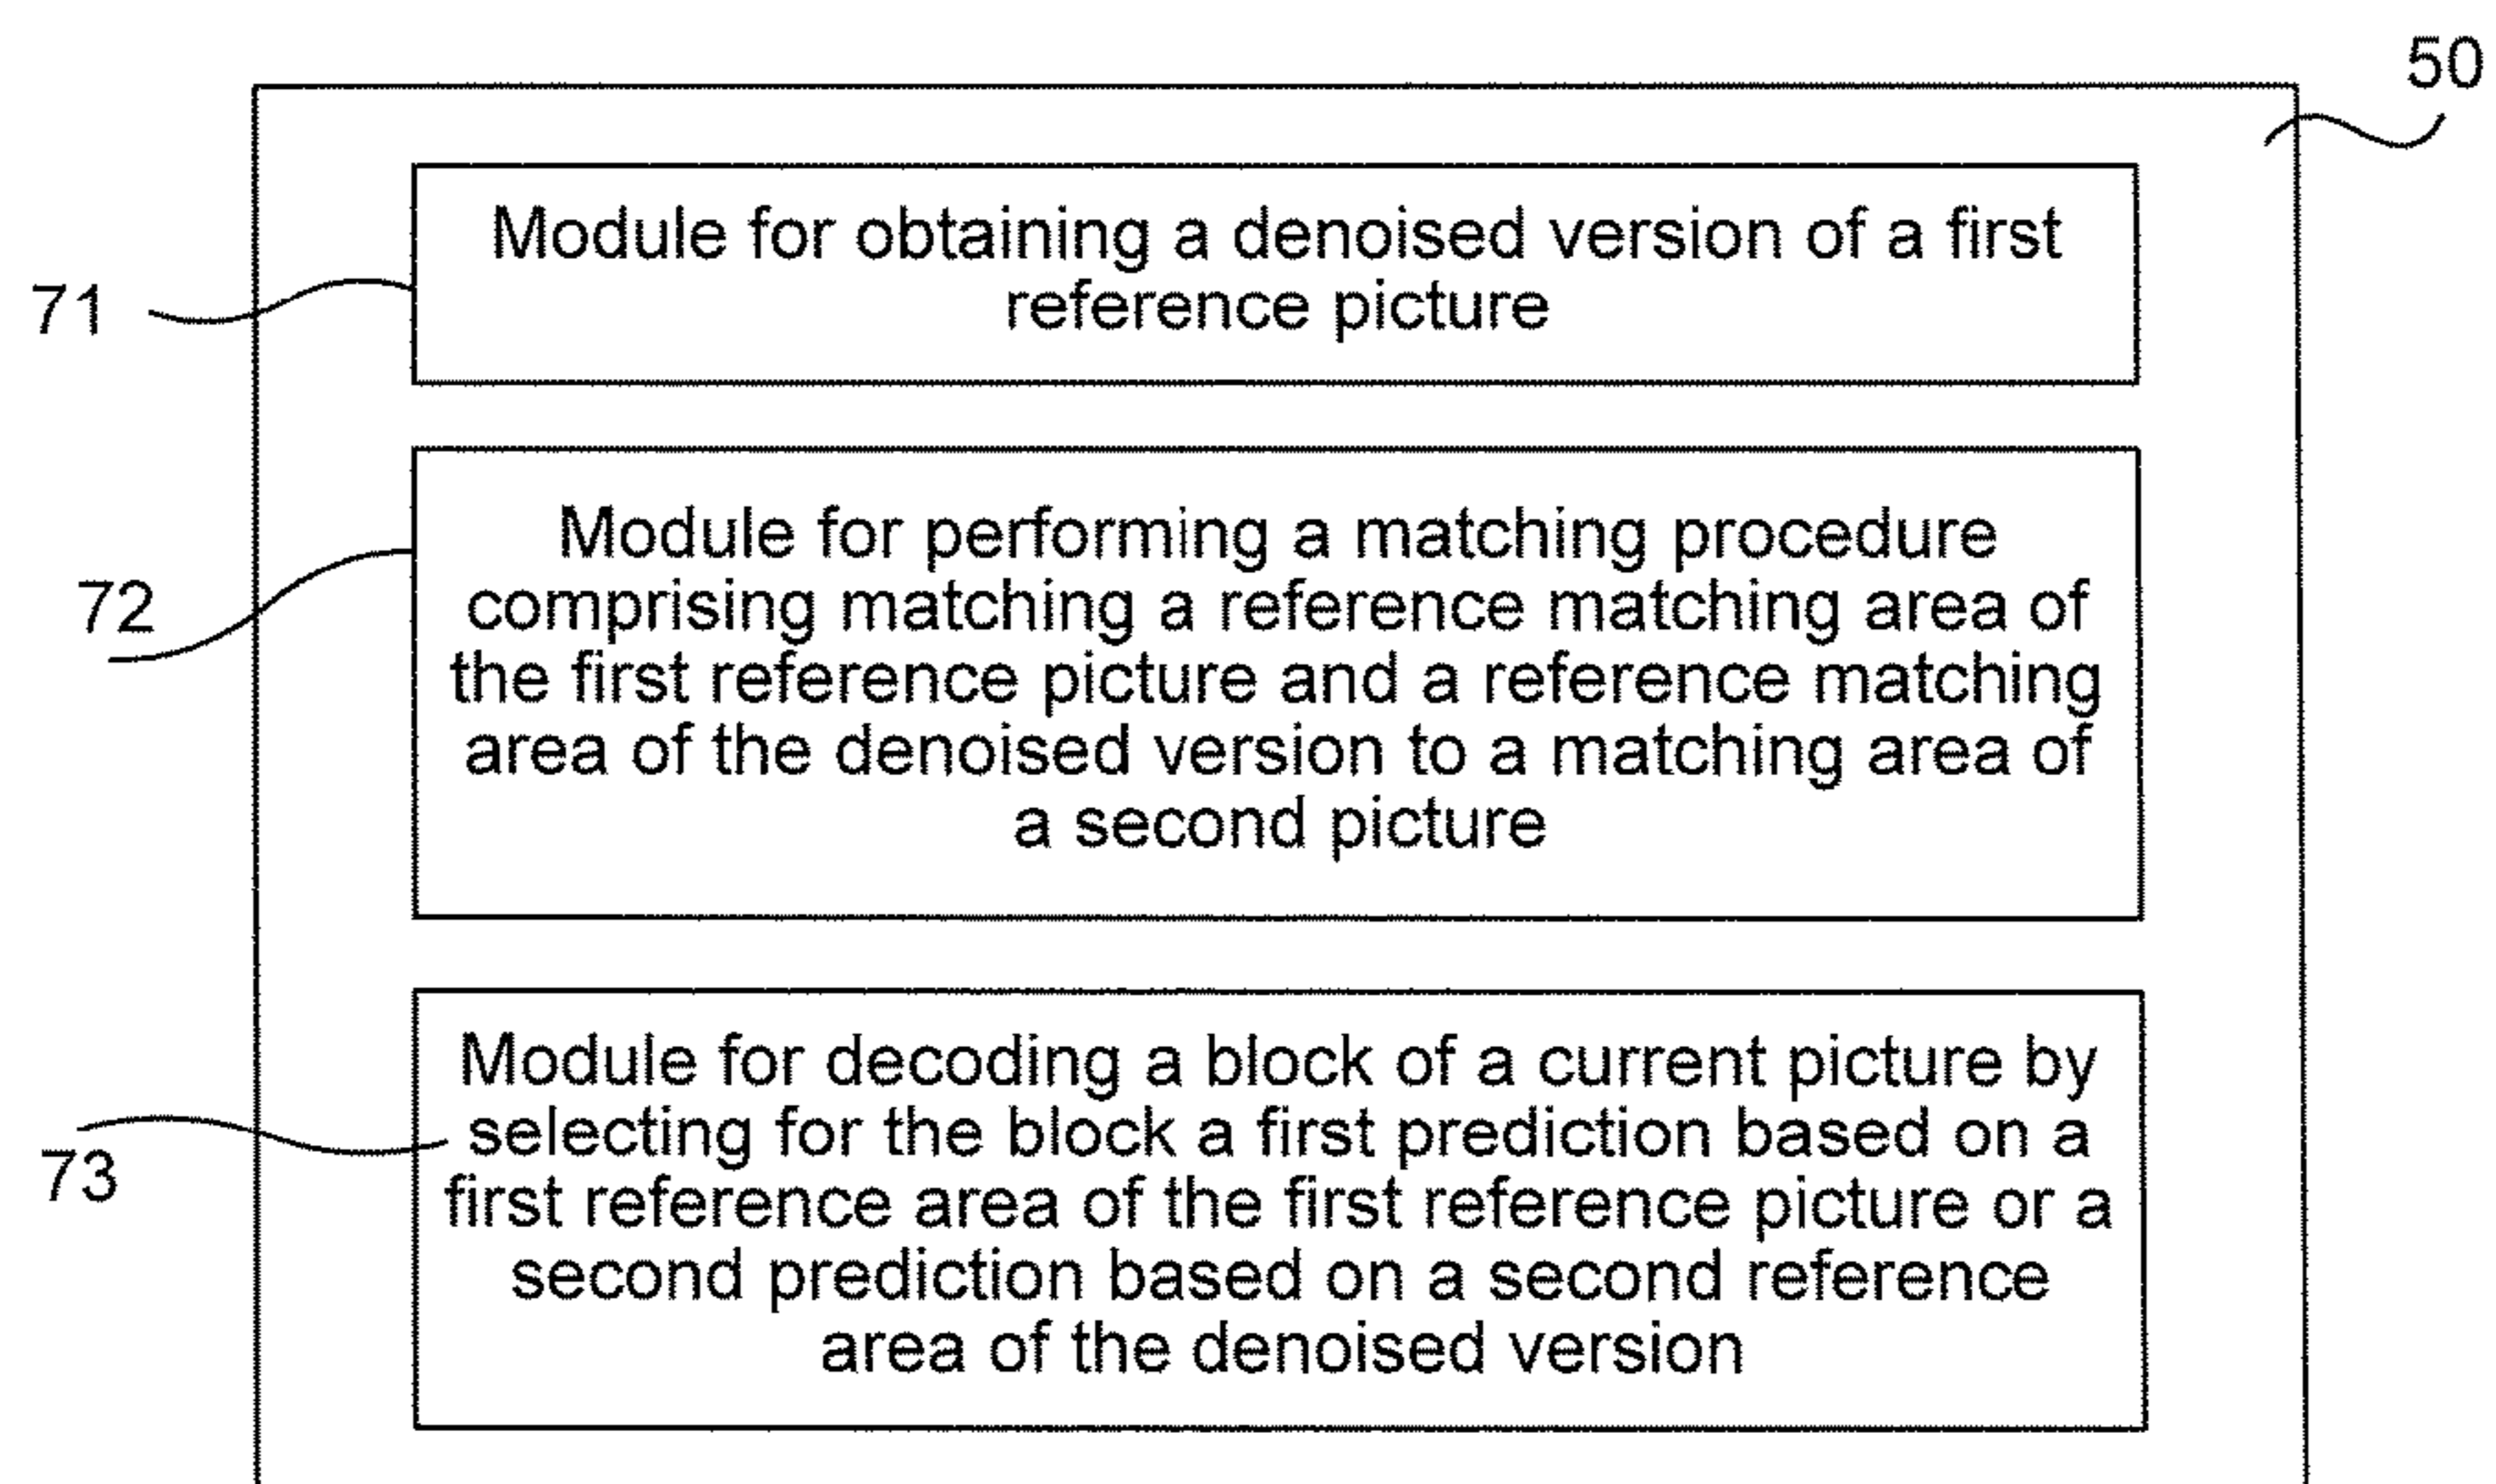 50
71
Module for obtaining a denoised version of a first
reference picture
72
Module for performing a matching procedure
comprising matching a reference matching area of
the first reference picture and a reference matching
area of the denoised version to a matching area of
a second picture
73
Module for decoding a block of a current picture by
selecting for the block a first prediction based on a
first reference area of the first reference picture or a
second prediction based on a second reference
area of the denoised version